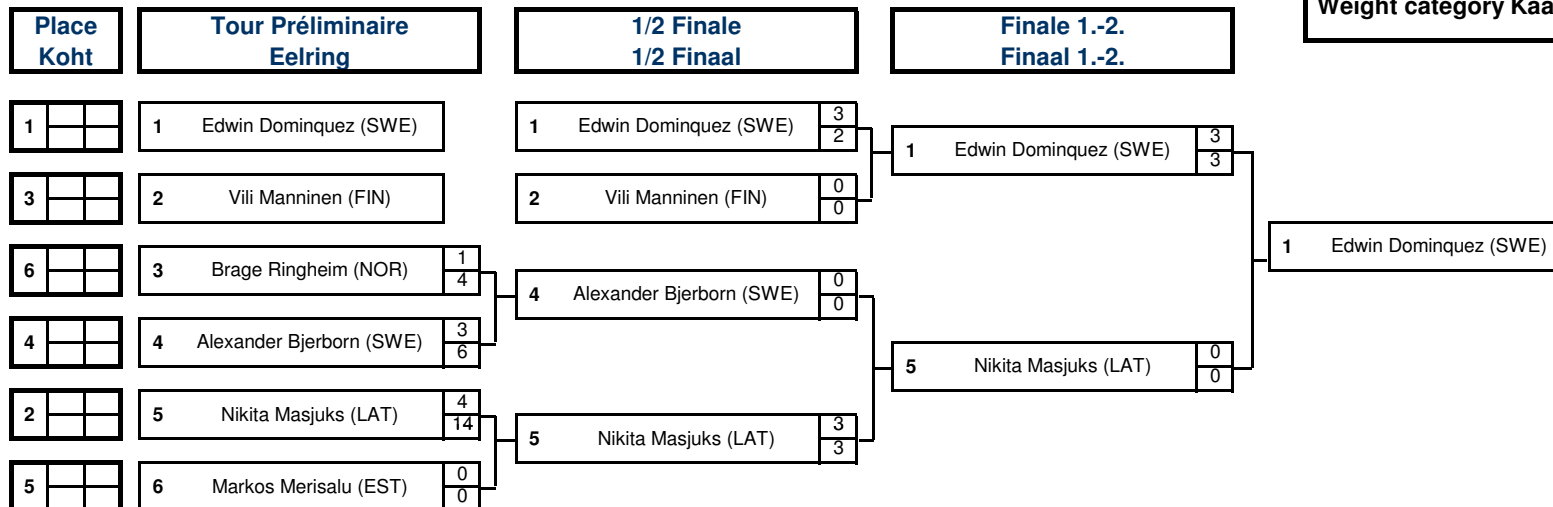 Weight category
Place
Koht
Tour Préliminaire
Eelring
1/2 Finale
1/2 Finaal
Finale 1.-2.
Finaal 1.-2.
1
1 Edwin Dominquez (SWE)
1 Edwin Dominquez (SWE) 3
2
1 Edwin Dominquez (SWE) 3
3
3
2 Vili Manninen (FIN)
2 Vili Manninen (FIN) 0
0
1 Edwin Dominquez (SWE)
6
3 Brage Ringheim (NOR) 1
4
4 Alexander Bjerborn (SWE) 0
0
4
4 Alexander Bjerborn (SWE) 3
6
5 Nikita Masjuks (LAT) 0
0
2
5 Nikita Masjuks (LAT) 4
14
5 Nikita Masjuks (LAT) 3
3
5
6 Markos Merisalu (EST) 0
0